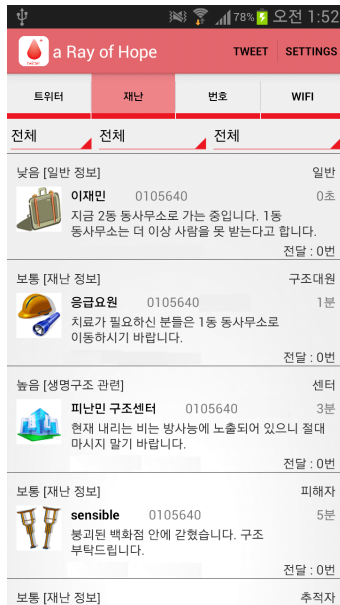 78% 오전 1:52
a Ray of Hope TWEET SETTINGS
트위터 재난 번호 WIFI
전체 전체 전체
낮음 [일반 정보] 일반
이재민 0105640 0초
지금 2동 동사무소로 가는 중입니다. 1동
동사무소는 더 이상 사람을 못 받는다고 합니다.
전달 : 0번
보통 [재난 정보] 구조대원
응급요원 0105640 1분
치료가 필요하신 분들은 1동 동사무소로
이동하시기 바랍니다.
전달 : 0번
높음 [생명구조 관련] 센터
피난민 구조센터 0105640 3분
현재 내리는 비는 방사능에 노출되어 있으니 절대
마시지 말기 바랍니다.
전달 : 0번
보통 [재난 정보] 피해자
sensible 0105640 5분
붕괴된 백화점 안에 갇혔습니다. 구조
부탁드립니다.
전달 : 0번
보통 [재난 정보] 추적자